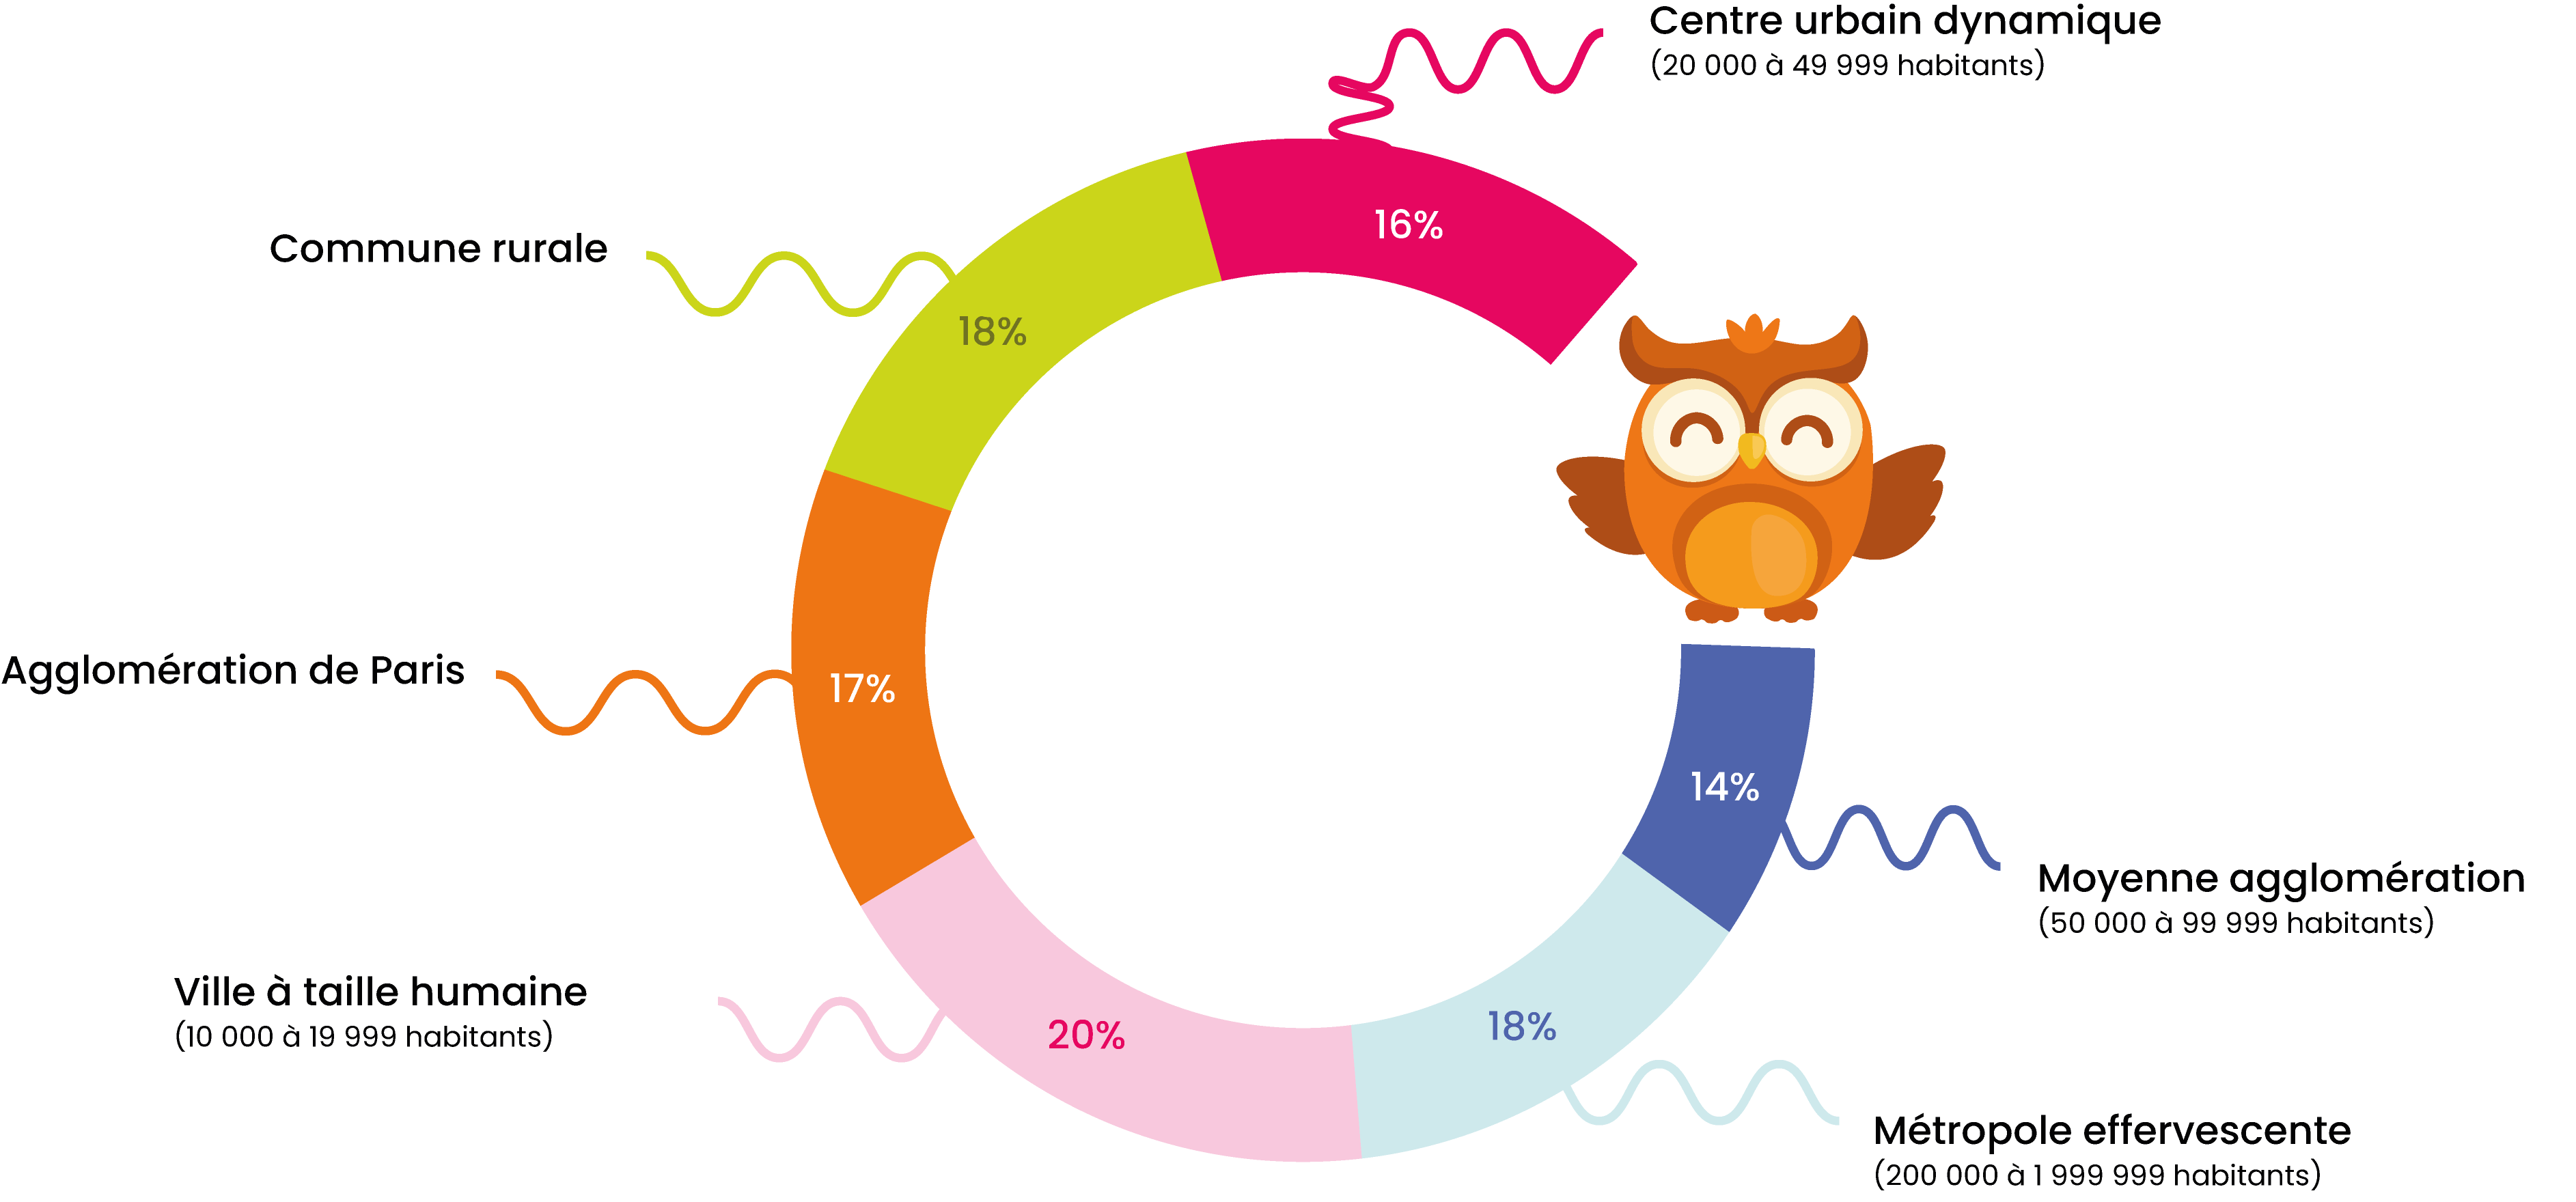 Centre urbain dynamique
(20 000 à 49 999 habitants)
16%
Commune rurale
18%
Agglomération de Paris
17%
14%
Moyenne agglomération
(50 000 à 99 999 habitants)
Ville à taille humaine
(10 000 à 19 999 habitants)
20%
18%
Métropole effervescente
(200 000 à 1 999 999 habitants)